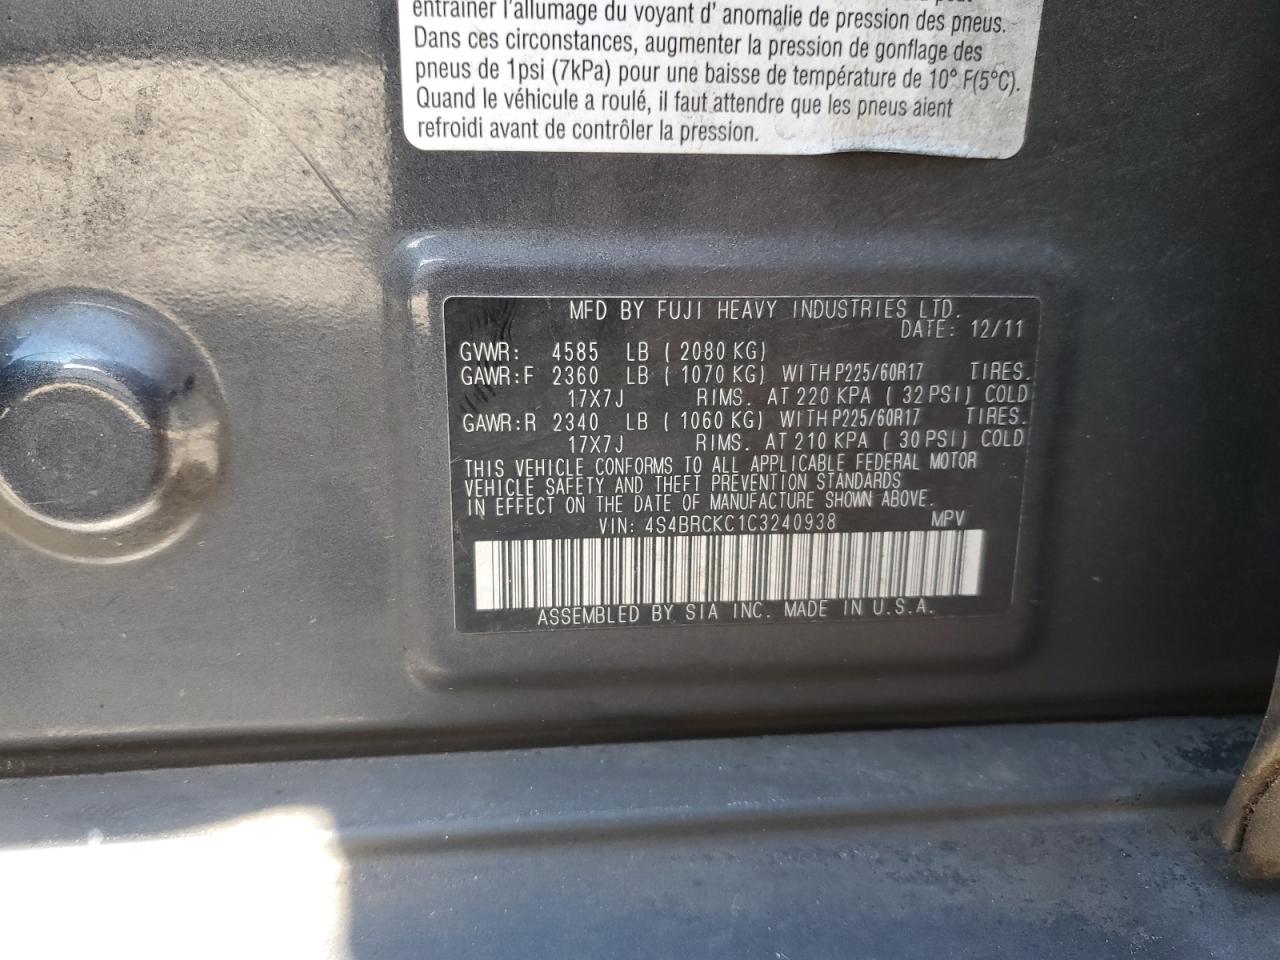 entraîner l'allumage du voyant d' anomalie de pression des pneus.
Dans ces circonstances, augmenter la pression de gonflage des
pneus de 1psi (7kPa) pour une baisse de température de 10° F(5°C).
Quand le véhicule a roulé, il faut attendre que les pneus aient
refroidi avant de contrôler la pression.
MFD BY FUJI HEAVY INDUSTRIES LTD.
DATE: 12/11
GVWR: 4585 LB ( 2080 KG)
GAWR:F 2360 LB ( 1070 KG) WITH P225/60R17 TIRES.
17X7J RIMS. AT 220 KPA ( 32 PSI) COLD
GAWR:R 2340 LB ( 1060 KG) WITH P225/60R17 TIRES.
17X7J RIMS. AT 210 KPA ( 30 PSI) COLD
THIS VEHICLE CONFORMS TO ALL APPLICABLE FEDERAL MOTOR
VEHICLE SAFETY AND THEFT PREVENTION STANDARDS
IN EFFECT ON THE DATE OF MANUFACTURE SHOWN ABOVE.
VIN: 4S4BRCKC1C3240938 MPV
ASSEMBLED BY SIA INC. MADE IN U.S.A.